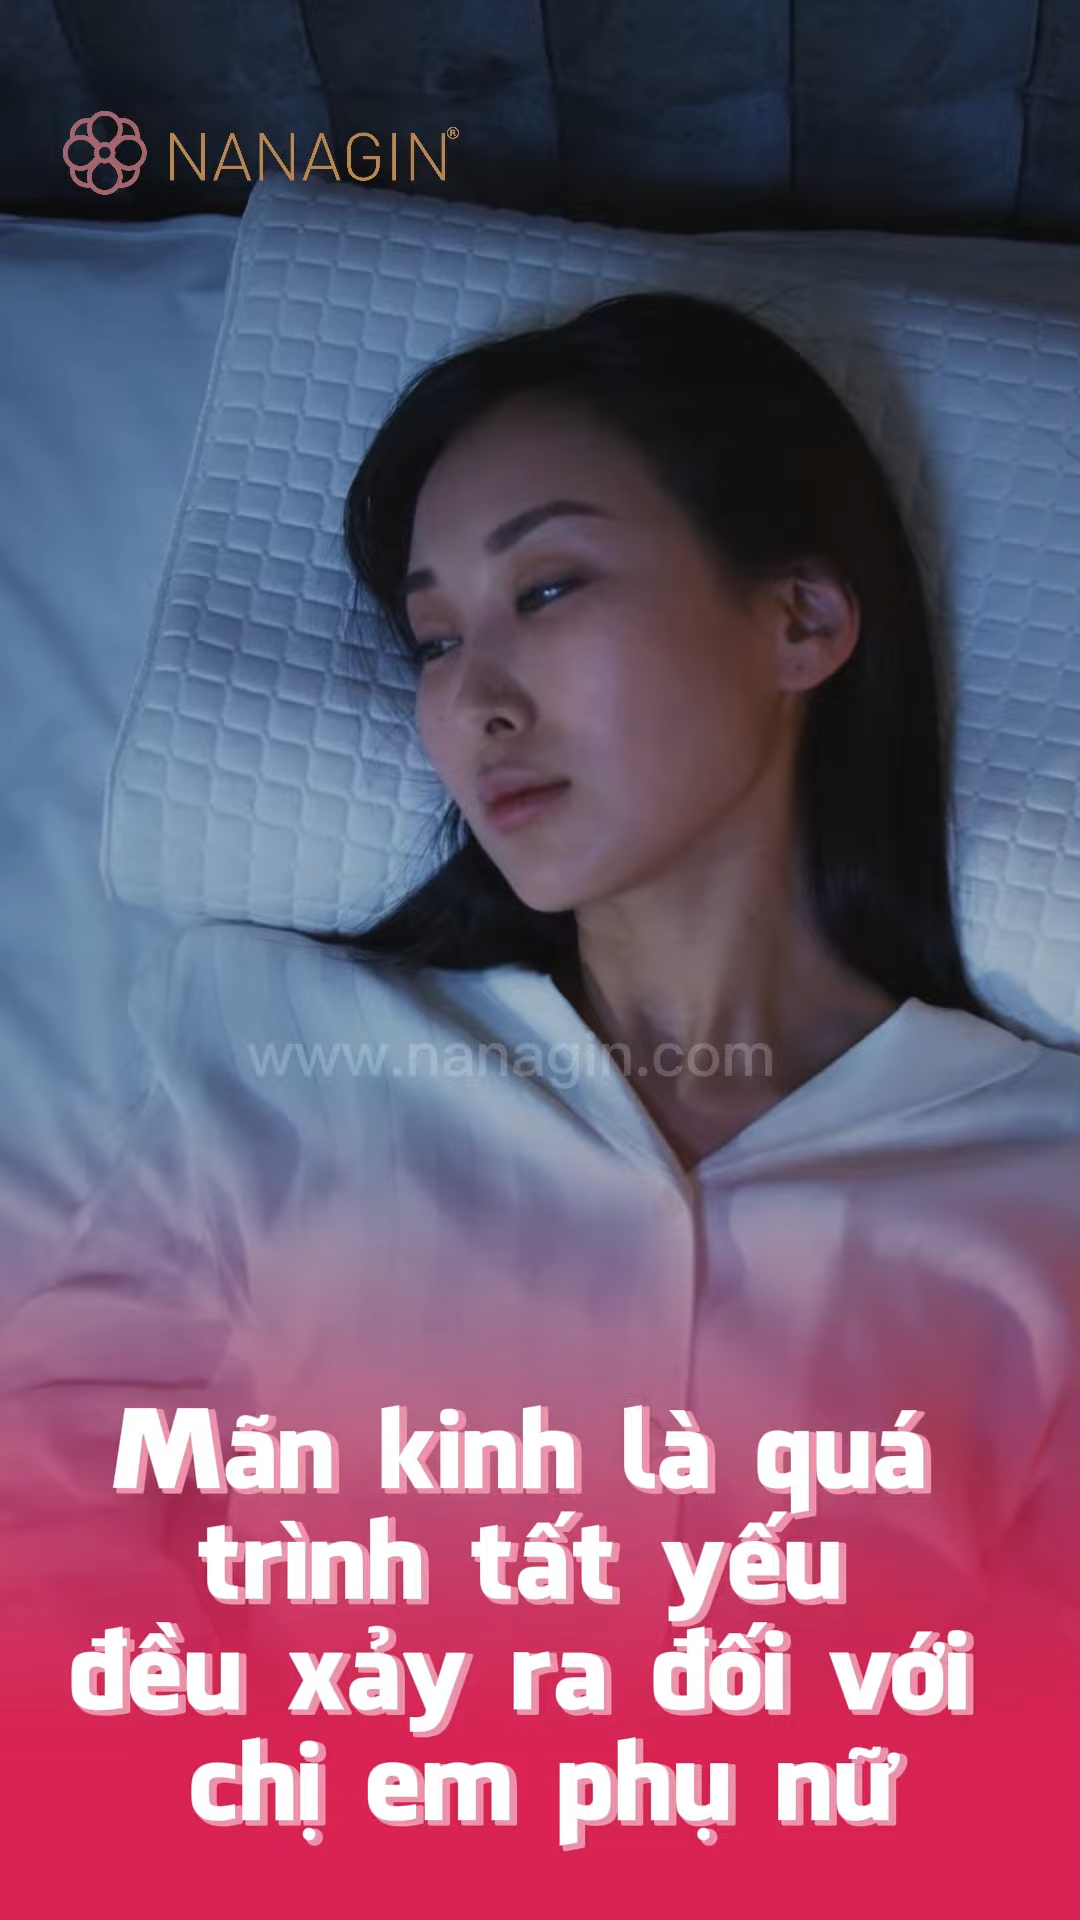 NANAGIN®
www.nanagin.com
Mãn kinh là quá
trình tất yếu
đều xảy ra đối với
chị em phụ nữ